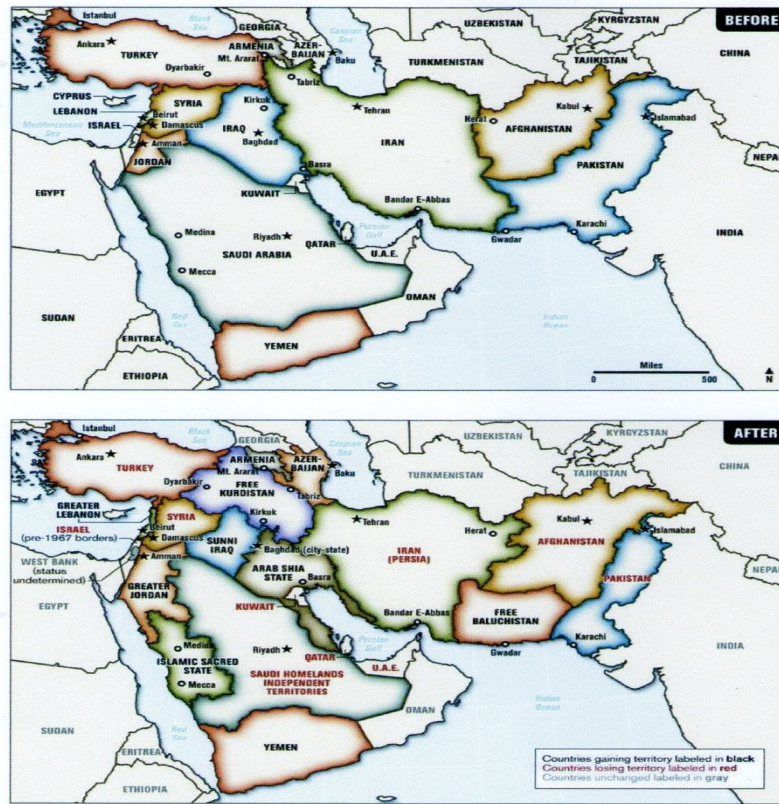 Istanbul
Black
Sea
GEORGIA
Caspian
Sea
UZBEKISTAN
KYRGYZSTAN
BEFORE
Ankara
TURKEY
ARMENIA
AZER-
BAIJAN
Baku
Mt. Ararat
TURKMENISTAN
TAJIKISTAN
CHINA
Dyarbakir
Tabriz
CYPRUS
SYRIA
Kirkuk
Tehran
Kabul
LEBANON
Beirut
Herat
Islamabad
Mediterranean
Sea
ISRAEL
Damascus
IRAQ
AFGHANISTAN
Amman
Baghdad
IRAN
JORDAN
Basra
PAKISTAN
NEPA
EGYPT
KUWAIT
Bandar E-Abbas
Medina
Riyadh
Persian
Gulf
Karachi
QATAR
Gwadar
INDIA
SAUDI ARABIA
U.A.E.
Mecca
OMAN
SUDAN
Red
Sea
Indian
Ocean
ERITREA
YEMEN
Miles
0
500
N
ETHIOPIA
Istanbul
Black
Sea
GEORGIA
Caspian
Sea
UZBEKISTAN
KYRGYZSTAN
AFTER
Ankara
TURKEY
ARMENIA
AZER-
BAIJAN
Baku
Mt. Ararat
TURKMENISTAN
TAJIKISTAN
CHINA
Dyarbakir
FREE
KURDISTAN
Tabriz
GREATER
LEBANON
SYRIA
Kirkuk
Tehran
Kabul
ISRAEL
(pre-1967 borders)
Beirut
Damascus
SUNNI
IRAQ
Herat
Islamabad
Baghdad (city-state)
IRAN
(PERSIA)
AFGHANISTAN
WEST BANK
(status
undetermined)
Amman
ARAB SHIA
STATE
Basra
PAKISTAN
NEPA
GREATER
JORDAN
EGYPT
KUWAIT
Bandar E-Abbas
FREE
BALUCHISTAN
Medina
Riyadh
Persian
Gulf
Karachi
ISLAMIC SACRED
STATE
QATAR
Gwadar
INDIA
Mecca
SAUDI HOMELANDS
INDEPENDENT
TERRITORIES
U.A.E.
OMAN
SUDAN
Red
Sea
Indian
Ocean
ERITREA
YEMEN
ETHIOPIA
Countries gaining territory labeled in black
Countries losing territory labeled in red
Countries unchanged labeled in gray